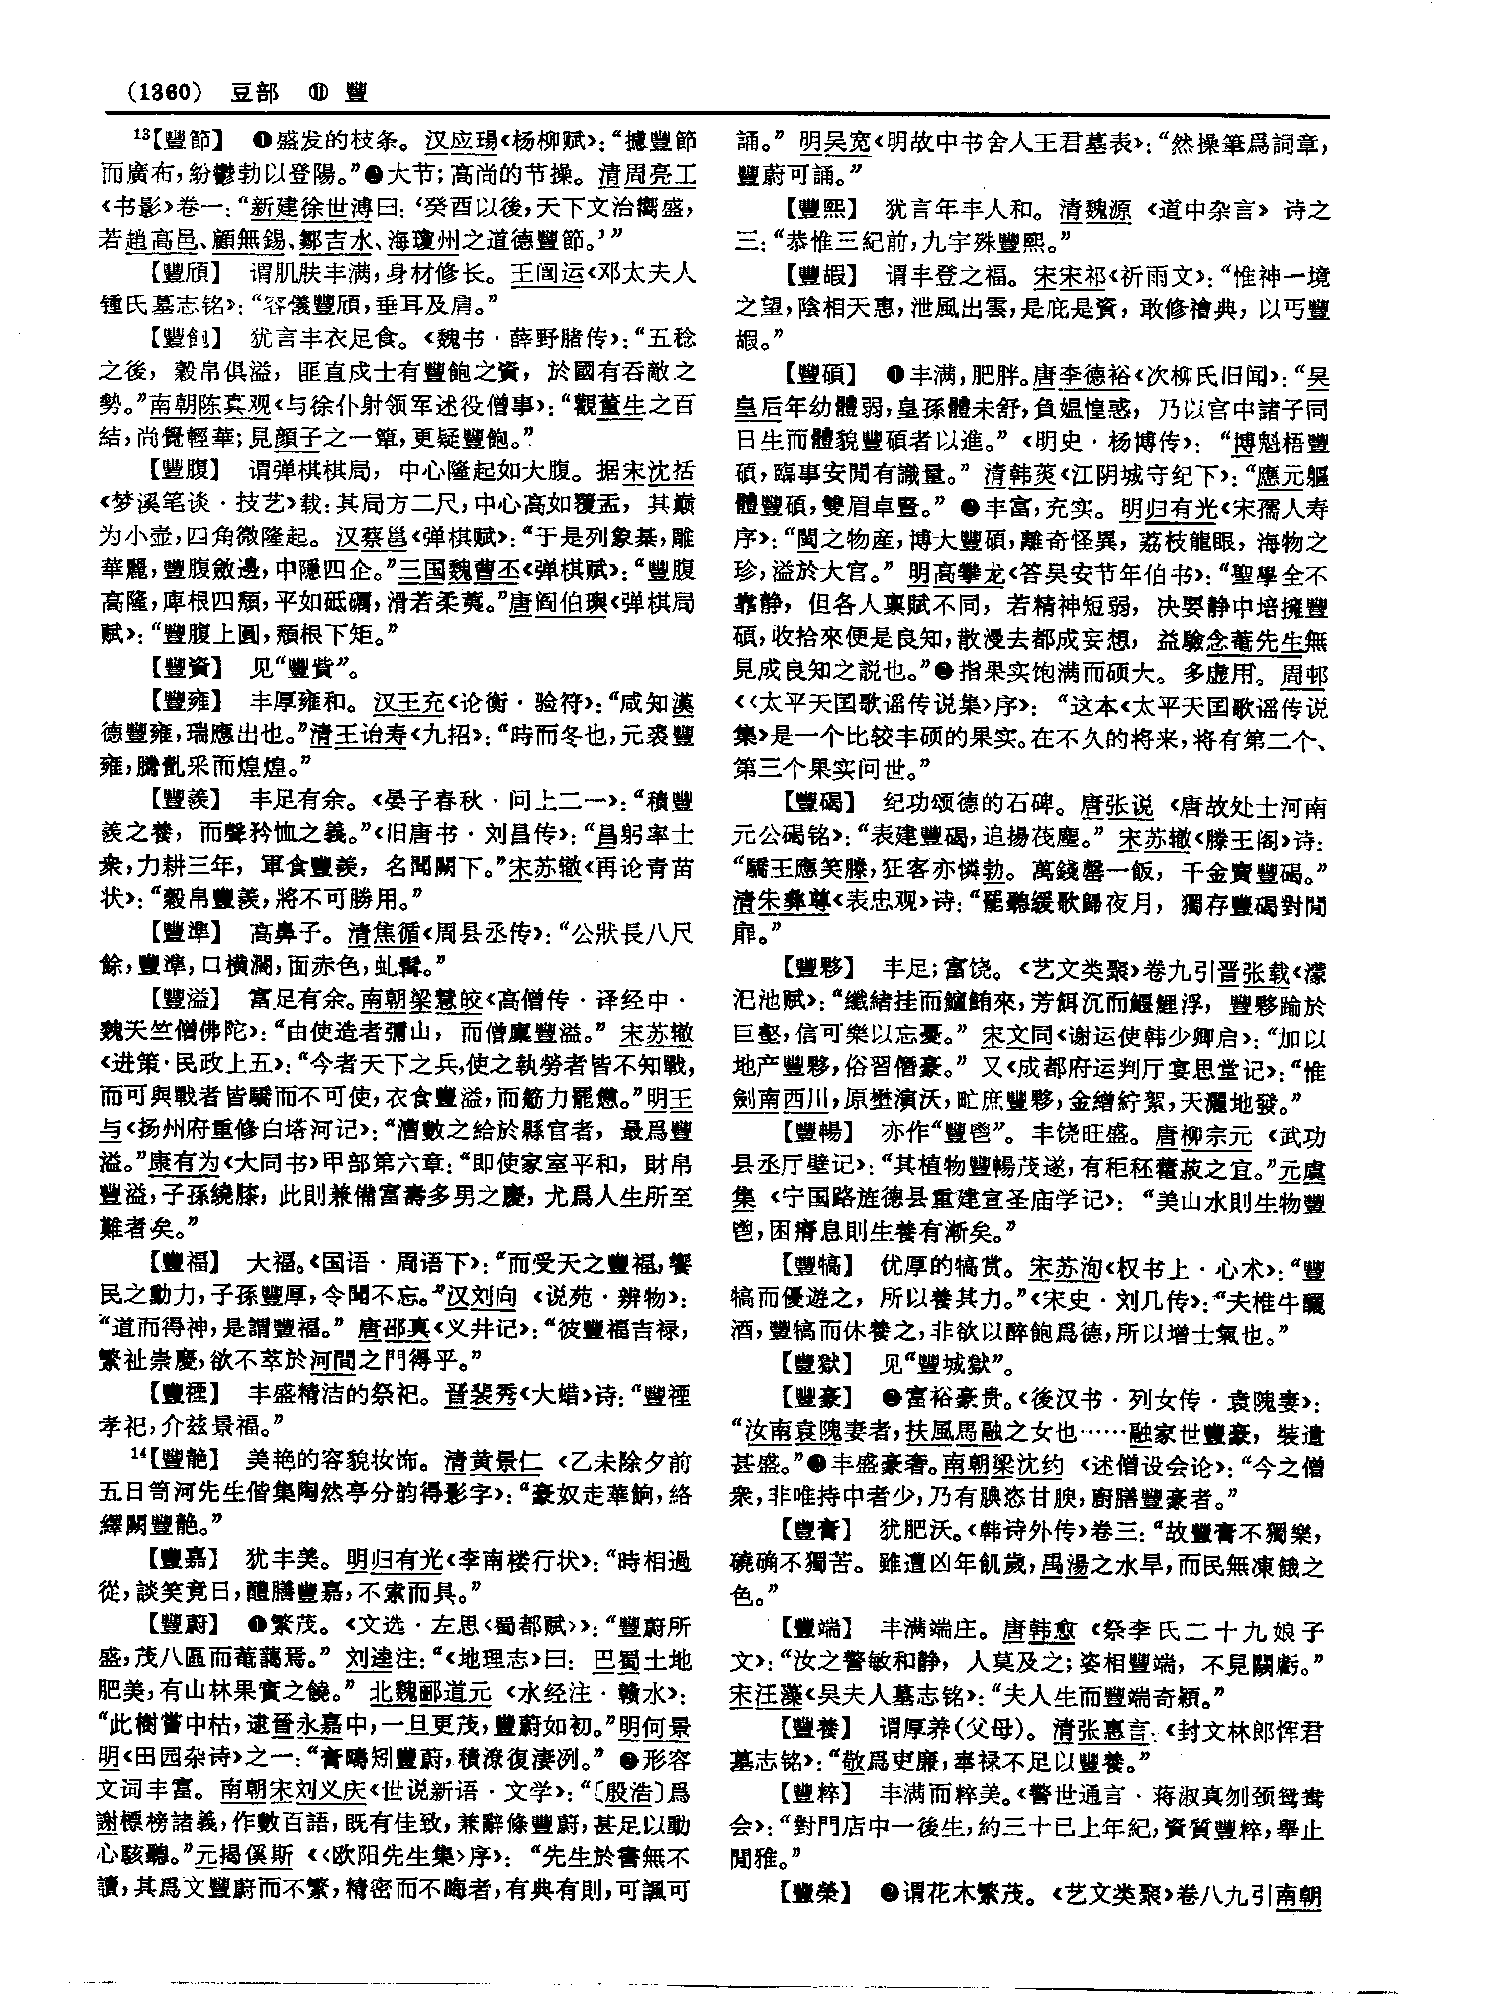 (1360) 豆部 ⑪ 豐
¹³【豐節】 ❶盛发的枝条。汉应瑒《杨柳赋》:“攄豐節
而廣布,紛鬱勃以登陽。”❷大节;高尚的节操。清周亮工
《书影》卷一:“新建徐世溥曰:‘癸酉以後,天下文治嚮盛,
若趙高邑、顧無錫、鄒吉水、海瓊州之道德豐節。’”
【豐頎】 谓肌肤丰满,身材修长。王闿运《邓太夫人
锺氏墓志铭》:“容儀豐頎,垂耳及肩。”
【豐飽】 犹言丰衣足食。《魏书·薛野䐗传》:“五稔
之後,穀帛俱溢,匪直戍士有豐飽之資,於國有吞敵之
勢。”南朝陈真观《与徐仆射领军述役僧事》:“觀董生之百
結,尚覺輕華;見顔子之一簞,更疑豐飽。”
【豐腹】 谓弹棋棋局,中心隆起如大腹。据宋沈括
《梦溪笔谈·技艺》载:其局方二尺,中心高如覆盂,其巅
为小壶,四角微隆起。汉蔡邕《弹棋赋》:“于是列象棊,雕
華麗,豐腹斂邊,中隱四企。”三国魏曹丕《弹棋赋》:“豐腹
高隆,庳根四頽,平如砥礪,滑若柔荑。”唐阎伯玙《弹棋局
赋》:“豐腹上圓,頽根下矩。”
【豐資】 见“豐貲”。
【豐雍】 丰厚雍和。汉王充《论衡·验符》:“咸知漢
德豐雍,瑞應出也。”清王诒寿《九招》:“時而冬也,元裘豐
雍,騰亂采而煌煌。”
【豐羨】 丰足有余。《晏子春秋·问上二一》:“積豐
羨之養,而聲矜恤之義。”《旧唐书·刘昌传》:“昌躬率士
衆,力耕三年,軍食豐羨,名聞闕下。”宋苏辙《再论青苗
状》:“穀帛豐羨,將不可勝用。”
【豐準】 高鼻子。清焦循《周县丞传》:“公狀長八尺
餘,豐準,口横濶,面赤色,虬髯。”
【豐溢】 富足有余。南朝梁慧皎《高僧传·译经中·
魏天竺僧佛陀》:“由使造者彌山,而僧廩豐溢。”宋苏辙
《进策·民政上五》:“今者天下之兵,使之執勞者皆不知戰,
而可與戰者皆驕而不可使,衣食豐溢,而筋力罷憊。”明王
与《扬州府重修白塔河记》:“漕數之給於縣官者,最爲豐
溢。”康有为《大同书》甲部第六章:“即使家室平和,財帛
豐溢,子孫繞膝,此則兼備富壽多男之慶,尤爲人生所至
難者矣。”
【豐福】 大福。《国语·周语下》:“而受天之豐福,饗
民之勳力,子孫豐厚,令聞不忘。”汉刘向《说苑·辨物》:
“道而得神,是謂豐福。”唐邵真《义井记》:“彼豐福吉禄,
繁祉崇慶,欲不萃於河間之門得乎。”
【豐禋】 丰盛精洁的祭祀。晋裴秀《大蜡》诗:“豐禋
孝祀,介兹景福。”
¹⁴【豐艷】 美艳的容貌妆饰。清黄景仁《乙未除夕前
五日笥河先生偕集陶然亭分韵得影字》:“豪奴走華餉,絡
繹闕豐艷。”
【豐嘉】 犹丰美。明归有光《李南楼行状》:“時相過
從,談笑竟日,醴膳豐嘉,不索而具。”
【豐蔚】 ❶繁茂。《文选·左思〈蜀都赋〉》:“豐蔚所
盛,茂八區而菴藹焉。”刘逵注:“《地理志》曰:巴蜀土地
肥美,有山林果實之饒。”北魏郦道元《水经注·赣水》:
“此樹嘗中枯,逮晉永嘉中,一旦更茂,豐蔚如初。”明何景
明《田园杂诗》之一:“膏疇矧豐蔚,積潦復淒冽。”❷形容
文词丰富。南朝宋刘义庆《世说新语·文学》:“〔殷浩〕爲
謝標榜諸義,作數百語,既有佳致,兼辭條豐蔚,甚足以動
心駭聽。”元揭傒斯《〈欧阳先生集〉序》:“先生於書無不
讀,其爲文豐蔚而不繁,精密而不晦者,有典有則,可諷可
誦。”明吴宽《明故中书舍人王君墓表》:“然操筆爲詞章,
豐蔚可誦。”
【豐熙】 犹言年丰人和。清魏源《道中杂言》诗之
三:“恭惟三紀前,九宇殊豐熙。”
【豐嘏】 谓丰登之福。宋宋祁《祈雨文》:“惟神一境
之望,陰相天惠,泄風出雲,是庇是資,敢修禬典,以丐豐
嘏。”
【豐碩】 ❶丰满,肥胖。唐李德裕《次柳氏旧闻》:“吴
皇后年幼體弱,皇孫體未舒,負媪惶惑,乃以宫中諸子同
日生而體貌豐碩者以進。”《明史·杨博传》:“博魁梧豐
碩,臨事安閒有識量。”清韩菼《江阴城守纪下》:“應元軀
體豐碩,雙眉卓竪。”❷丰富,充实。明归有光《宋孺人寿
序》:“閩之物産,博大豐碩,離奇怪異,荔枝龍眼,海物之
珍,溢於大官。”明高攀龙《答吴安节年伯书》:“聖學全不
靠静,但各人禀賦不同,若精神短弱,决要静中培擁豐
碩,收拾來便是良知,散漫去都成妄想,益驗念菴先生無
見成良知之説也。”❸指果实饱满而硕大。多虚用。周邨
《〈太平天国歌谣传说集〉序》:“这本《太平天国歌谣传说
集》是一个比较丰硕的果实。在不久的将来,将有第二个、
第三个果实问世。”
【豐碣】 纪功颂德的石碑。唐张说《唐故处士河南
元公碣铭》:“表建豐碣,追揚茂塵。”宋苏辙《滕王阁》诗:
“驕王應笑滕,狂客亦憐勃。萬錢罄一飯,千金賣豐碣。”
清朱彝尊《表忠观》诗:“罷聽緩歌歸夜月,獨存豐碣對閒
扉。”
【豐夥】 丰足;富饶。《艺文类聚》卷九引晋张载《濛
汜池赋》:“纖緒挂而鱣鮪來,芳餌沉而鰋鯉浮,豐夥踰於
巨壑,信可樂以忘憂。”宋文同《谢运使韩少卿启》:“加以
地产豐夥,俗習僭豪。”又《成都府运判厅宴思堂记》:“惟
劍南西川,原壄演沃,甿庶豐夥,金繒紵絮,天灑地發。”
【豐暢】 亦作“豐鬯”。丰饶旺盛。唐柳宗元《武功
县丞厅壁记》:“其植物豐暢茂遂,有秬秠藿菽之宜。”元虞
集《宁国路旌德县重建宣圣庙学记》:“美山水則生物豐
鬯,困瘠息則生養有漸矣。”
【豐犒】 优厚的犒赏。宋苏洵《权书上·心术》:“豐
犒而優遊之,所以養其力。”《宋史·刘几传》:“夫椎牛釃
酒,豐犒而休養之,非欲以醉飽爲德,所以增士氣也。”
【豐獄】 见“豐城獄”。
【豐豪】 ❶富裕豪贵。《後汉书·列女传·袁隗妻》:
“汝南袁隗妻者,扶風馬融之女也……融家世豐豪,裝遣
甚盛。”❷丰盛豪奢。南朝梁沈约《述僧设会论》:“今之僧
衆,非唯持中者少,乃有腆恣甘腴,廚膳豐豪者。”
【豐膏】 犹肥沃。《韩诗外传》卷三:“故豐膏不獨樂,
磽确不獨苦。雖遭凶年飢歲,禹湯之水旱,而民無凍餓之
色。”
【豐端】 丰满端庄。唐韩愈《祭李氏二十九娘子
文》:“汝之警敏和静,人莫及之;姿相豐端,不見闕虧。”
宋汪藻《吴夫人墓志铭》:“夫人生而豐端奇穎。”
【豐養】 谓厚养(父母)。清张惠言《封文林郎恽君
墓志铭》:“敬爲吏廉,奉禄不足以豐養。”
【豐粹】 丰满而粹美。《警世通言·蒋淑真刎颈鸳鸯
会》:“對門店中一後生,約三十已上年紀,資質豐粹,舉止
閒雅。”
【豐榮】 ❶谓花木繁茂。《艺文类聚》卷八九引南朝